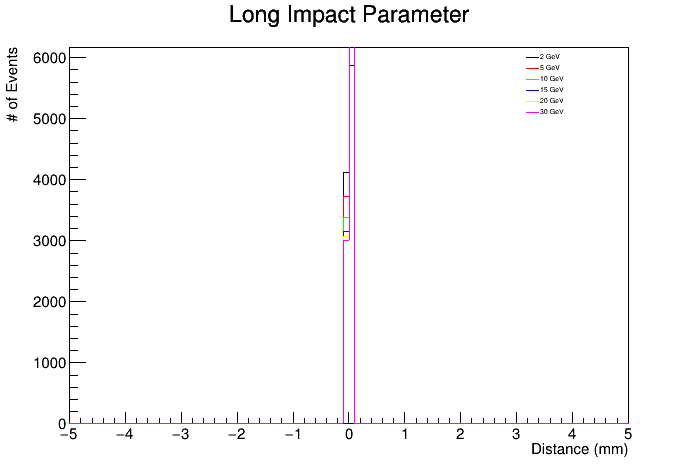 Long Impact Parameter
# of Events
6000
5000
4000
3000
2000
1000
0
2 GeV
5 GeV
10 GeV
15 GeV
20 GeV
30 GeV
−5 −4 −3 −2 −1 0 1 2 3 4 5
Distance (mm)